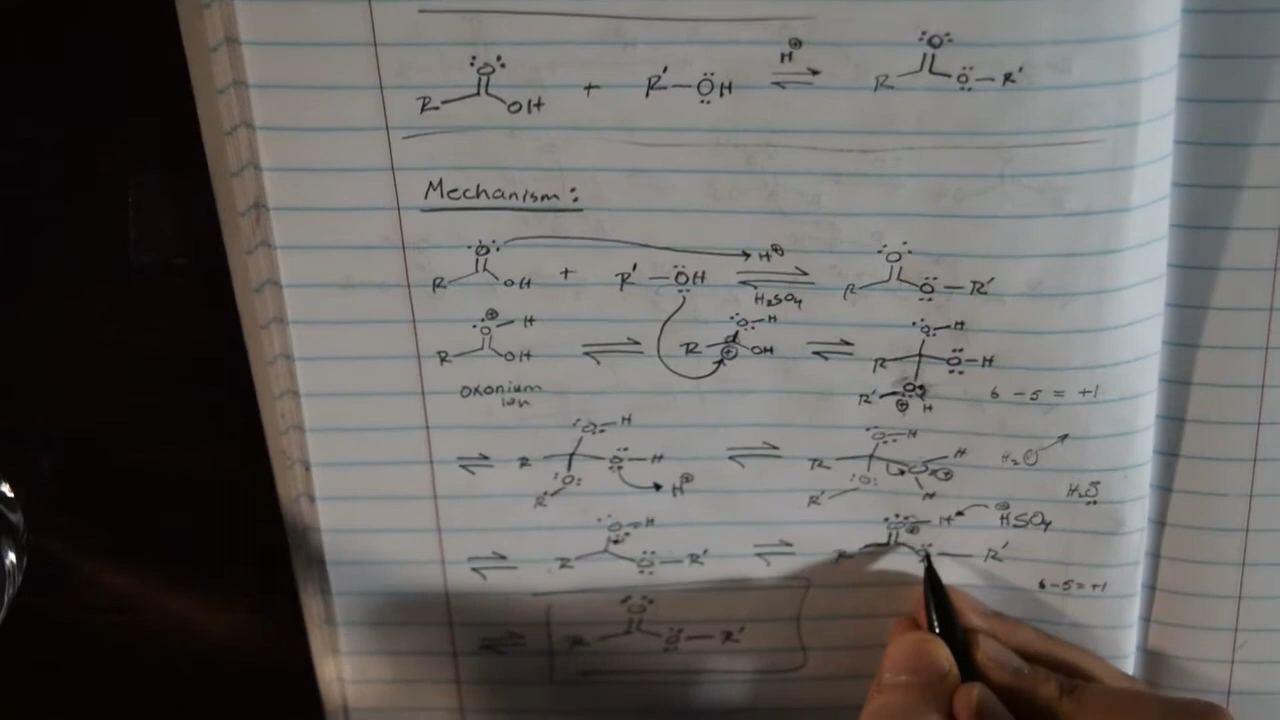 O
R OH + R' — OH H⊕ ⇌ R O — R'
Mechanism:
O H⊕ O
R OH + R' — OH ⇌ R O — R'
H₂SO₄
⊕ O — H O — H O — H
R OH ⇌ R ⊕ OH ⇌ R O — H
oxonium R' O ⊕ H 6 - 5 = +1
ion
O — H O — H
⇌ R O — H ⇌ R O ⊕ H H₂O
O: H⊕ :O: H
R' R' H₂O
O — H O ⊕ H ⊖ HSO₄
⇌ R O — R' ⇌ R O — R'
6-5=+1
O
⇌ R O — R'